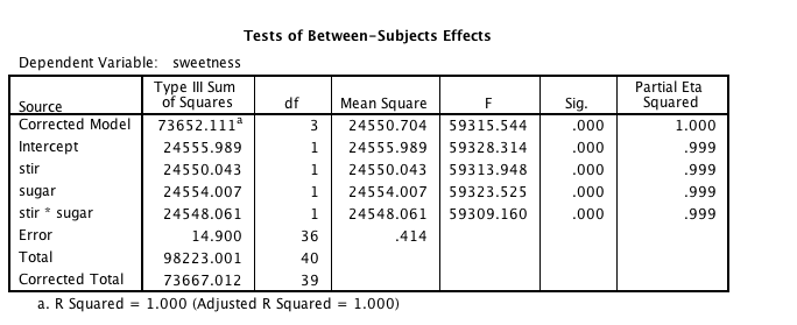 Tests of Between-Subjects Effects
Dependent Variable: sweetness
Source Type III Sum of Squares df Mean Square F Sig. Partial Eta Squared
Corrected Model 73652.111a 3 24550.704 59315.544 .000 1.000
Intercept 24555.989 1 24555.989 59328.314 .000 .999
stir 24550.043 1 24550.043 59313.948 .000 .999
sugar 24554.007 1 24554.007 59323.525 .000 .999
stir * sugar 24548.061 1 24548.061 59309.160 .000 .999
Error 14.900 36 .414
Total 98223.001 40
Corrected Total 73667.012 39
a. R Squared = 1.000 (Adjusted R Squared = 1.000)